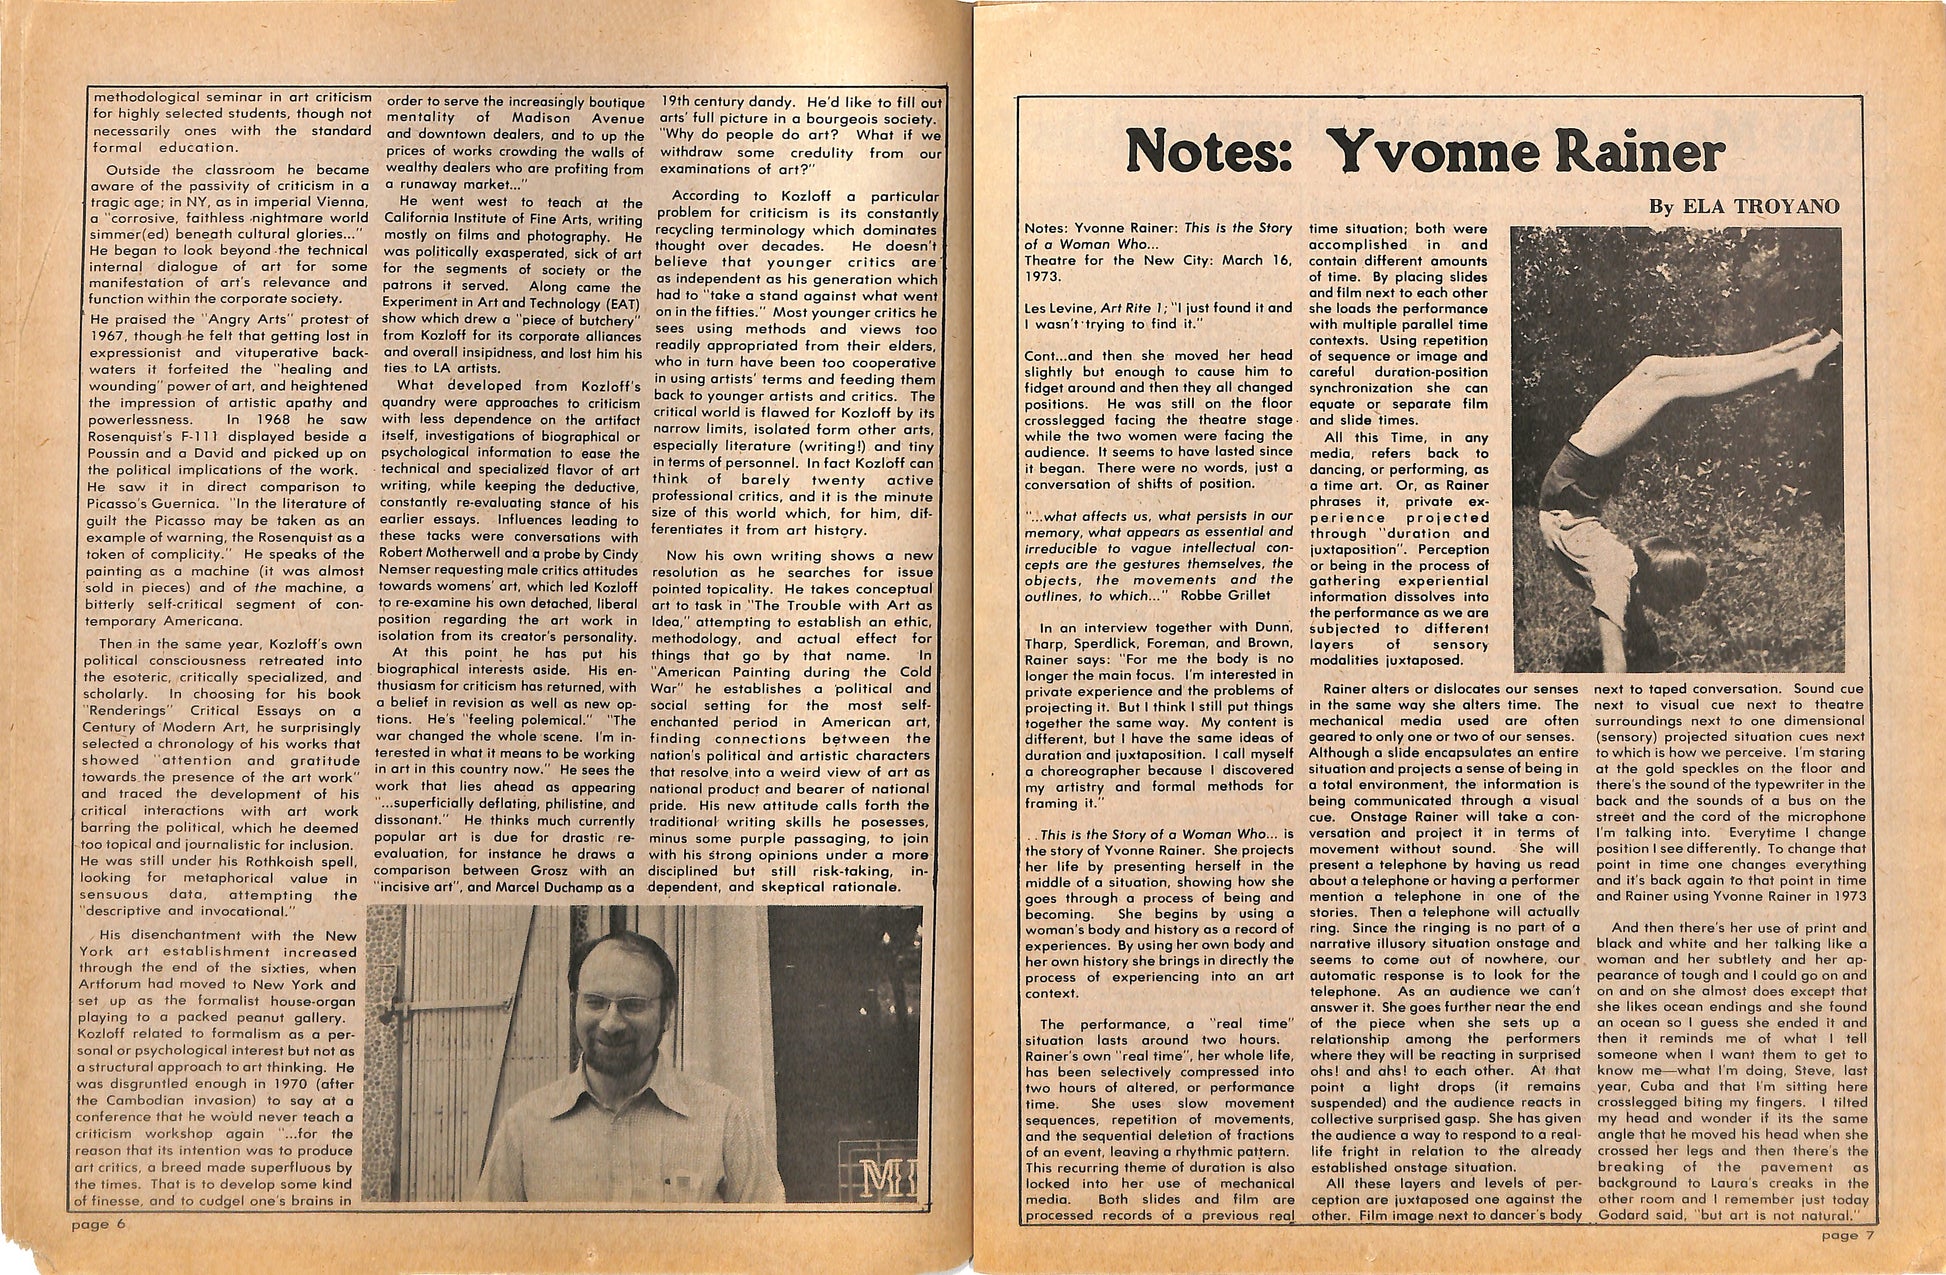 methodological seminar in art criticism
for highly selected students, though not
necessarily ones with the standard
formal education.
Outside the classroom he became
aware of the passivity of criticism in a
tragic age; in NY, as in imperial Vienna,
a "corrosive, faithless nightmare world
simmer(ed) beneath cultural glories..."
He began to look beyond the technical
internal dialogue of art for some
manifestation of art's relevance and
function within the corporate society.
He praised the "Angry Arts" protest of
1967, though he felt that getting lost in
expressionist and vituperative back-
waters it forfeited the "healing and
wounding" power of art, and heightened
the impression of artistic apathy and
powerlessness. In 1968 he saw
Rosenquist's F-111 displayed beside a
Poussin and a David and picked up on
the political implications of the work.
He saw it in direct comparison to
Picasso's Guernica. "In the literature of
guilt the Picasso may be taken as an
example of warning, the Rosenquist as a
token of complicity." He speaks of the
painting as a machine (it was almost
sold in pieces) and of the machine, a
bitterly self-critical segment of con-
temporary Americana.
Then in the same year, Kozloff's own
political consciousness retreated into
the esoteric, critically specialized, and
scholarly. In choosing for his book
"Renderings" Critical Essays on a
Century of Modern Art, he surprisingly
selected a chronology of his works that
showed "attention and gratitude
towards the presence of the art work"
and traced the development of his
critical interactions with art work
barring the political, which he deemed
too topical and journalistic for inclusion.
He was still under his Rothkoish spell,
looking for metaphorical value in
sensuous data, attempting the
"descriptive and invocational."
His disenchantment with the New
York art establishment increased
through the end of the sixties, when
Artforum had moved to New York and
set up as the formalist house-organ
playing to a packed peanut gallery.
Kozloff related to formalism as a per-
sonal or psychological interest but not as
a structural approach to art thinking. He
was disgruntled enough in 1970 (after
the Cambodian invasion) to say at a
conference that he would never teach a
criticism workshop again "...for the
reason that its intention was to produce
art critics, a breed made superfluous by
the times. That is to develop some kind
of finesse, and to cudgel one's brains in
order to serve the increasingly boutique
mentality of Madison Avenue
and downtown dealers, and to up the
prices of works crowding the walls of
wealthy dealers who are profiting from
a runaway market..."
He went west to teach at the
California Institute of Fine Arts, writing
mostly on films and photography. He
was politically exasperated, sick of art
for the segments of society or the
patrons it served. Along came the
Experiment in Art and Technology (EAT)
show which drew a "piece of butchery"
from Kozloff for its corporate alliances
and overall insipidness, and lost him his
ties to LA artists.
What developed from Kozloff's
quandry were approaches to criticism
with less dependence on the artifact
itself, investigations of biographical or
psychological information to ease the
technical and specialized flavor of art
writing, while keeping the deductive,
constantly re-evaluating stance of his
earlier essays. Influences leading to
these tacks were conversations with
Robert Motherwell and a probe by Cindy
Nemser requesting male critics attitudes
towards womens' art, which led Kozloff
to re-examine his own detached, liberal
position regarding the art work in
isolation from its creator's personality.
At this point he has put his
biographical interests aside. His en-
thusiasm for criticism has returned, with
a belief in revision as well as new op-
tions. He's "feeling polemical." "The
war changed the whole scene. I'm in-
terested in what it means to be working
in art in this country now." He sees the
work that lies ahead as appearing
"...superficially deflating, philistine, and
dissonant." He thinks much currently
popular art is due for drastic re-
evaluation, for instance he draws a
comparison between Grosz with an
"incisive art", and Marcel Duchamp as a
19th century dandy. He'd like to fill out
arts' full picture in a bourgeois society.
"Why do people do art? What if we
withdraw some credulity from our
examinations of art?"
According to Kozloff a particular
problem for criticism is its constantly
recycling terminology which dominates
thought over decades. He doesn't
believe that younger critics are
as independent as his generation which
had to "take a stand against what went
on in the fifties." Most younger critics he
sees using methods and views too
readily appropriated from their elders,
who in turn have been too cooperative
in using artists' terms and feeding them
back to younger artists and critics. The
critical world is flawed for Kozloff by its
narrow limits, isolated form other arts,
especially literature (writing!) and tiny
in terms of personnel. In fact Kozloff can
think of barely twenty active
professional critics, and it is the minute
size of this world which, for him, dif-
ferentiates it from art history.
Now his own writing shows a new
resolution as he searches for issue
pointed topicality. He takes conceptual
art to task in "The Trouble with Art as
Idea," attempting to establish an ethic,
methodology, and actual effect for
things that go by that name. In
"American Painting during the Cold
War" he establishes a political and
social setting for the most self-
enchanted period in American art,
finding connections between the
nation's political and artistic characters
that resolve into a weird view of art as
national product and bearer of national
pride. His new attitude calls forth the
traditional writing skills he posesses,
minus some purple passaging, to join
with his strong opinions under a more
disciplined but still risk-taking, in-
dependent, and skeptical rationale.
MI
page 6
Notes: Yvonne Rainer
By ELA TROYANO
Notes: Yvonne Rainer: This is the Story
of a Woman Who...
Theatre for the New City: March 16,
1973.
Les Levine, Art Rite 1; "I just found it and
I wasn't trying to find it."
Cont...and then she moved her head
slightly but enough to cause him to
fidget around and then they all changed
positions. He was still on the floor
crosslegged facing the theatre stage
while the two women were facing the
audience. It seems to have lasted since
it began. There were no words, just a
conversation of shifts of position.
"...what affects us, what persists in our
memory, what appears as essential and
irreducible to vague intellectual con-
cepts are the gestures themselves, the
objects, the movements and the
outlines, to which..." Robbe Grillet
In an interview together with Dunn,
Tharp, Sperdlick, Foreman, and Brown,
Rainer says: "For me the body is no
longer the main focus. I'm interested in
private experience and the problems of
projecting it. But I think I still put things
together the same way. My content is
different, but I have the same ideas of
duration and juxtaposition. I call myself
a choreographer because I discovered
my artistry and formal methods for
framing it."
..This is the Story of a Woman Who... is
the story of Yvonne Rainer. She projects
her life by presenting herself in the
middle of a situation, showing how she
goes through a process of being and
becoming. She begins by using a
woman's body and history as a record of
experiences. By using her own body and
her own history she brings in directly the
process of experiencing into an art
context.
The performance, a "real time"
situation lasts around two hours.
Rainer's own "real time", her whole life,
has been selectively compressed into
two hours of altered, or performance
time. She uses slow movement
sequences, repetition of movements,
and the sequential deletion of fractions
of an event, leaving a rhythmic pattern.
This recurring theme of duration is also
locked into her use of mechanical
media. Both slides and film are
processed records of a previous real
time situation; both were
accomplished in and
contain different amounts
of time. By placing slides
and film next to each other
she loads the performance
with multiple parallel time
contexts. Using repetition
of sequence or image and
careful duration-position
synchronization she can
equate or separate film
and slide times.
All this Time, in any
media, refers back to
dancing, or performing, as
a time art. Or, as Rainer
phrases it, private ex-
perience projected
through "duration and
juxtaposition". Perception
or being in the process of
gathering experiential
information dissolves into
the performance as we are
subjected to different
layers of sensory
modalities juxtaposed.
Rainer alters or dislocates our senses
in the same way she alters time. The
mechanical media used are often
geared to only one or two of our senses.
Although a slide encapsulates an entire
situation and projects a sense of being in
a total environment, the information is
being communicated through a visual
cue. Onstage Rainer will take a con-
versation and project it in terms of
movement without sound. She will
present a telephone by having us read
about a telephone or having a performer
mention a telephone in one of the
stories. Then a telephone will actually
ring. Since the ringing is no part of a
narrative illusory situation onstage and
seems to come out of nowhere, our
automatic response is to look for the
telephone. As an audience we can't
answer it. She goes further near the end
of the piece when she sets up a
relationship among the performers
where they will be reacting in surprised
ohs! and ahs! to each other. At that
point a light drops (it remains
suspended) and the audience reacts in
collective surprised gasp. She has given
the audience a way to respond to a real-
life fright in relation to the already
established onstage situation.
All these layers and levels of per-
ception are juxtaposed one against the
other. Film image next to dancer's body
next to taped conversation. Sound cue
next to visual cue next to theatre
surroundings next to one dimensional
(sensory) projected situation cues next
to which is how we perceive. I'm staring
at the gold speckles on the floor and
there's the sound of the typewriter in the
back and the sounds of a bus on the
street and the cord of the microphone
I'm talking into. Everytime I change
position I see differently. To change that
point in time one changes everything
and it's back again to that point in time
and Rainer using Yvonne Rainer in 1973
And then there's her use of print and
black and white and her talking like a
woman and her subtlety and her ap-
pearance of tough and I could go on and
on and on she almost does except that
she likes ocean endings and she found
an ocean so I guess she ended it and
then it reminds me of what I tell
someone when I want them to get to
know me—what I'm doing, Steve, last
year, Cuba and that I'm sitting here
crosslegged biting my fingers. I tilted
my head and wonder if its the same
angle that he moved his head when she
crossed her legs and then there's the
breaking of the pavement as
background to Laura's creaks in the
other room and I remember just today
Godard said, "but art is not natural."
page 7